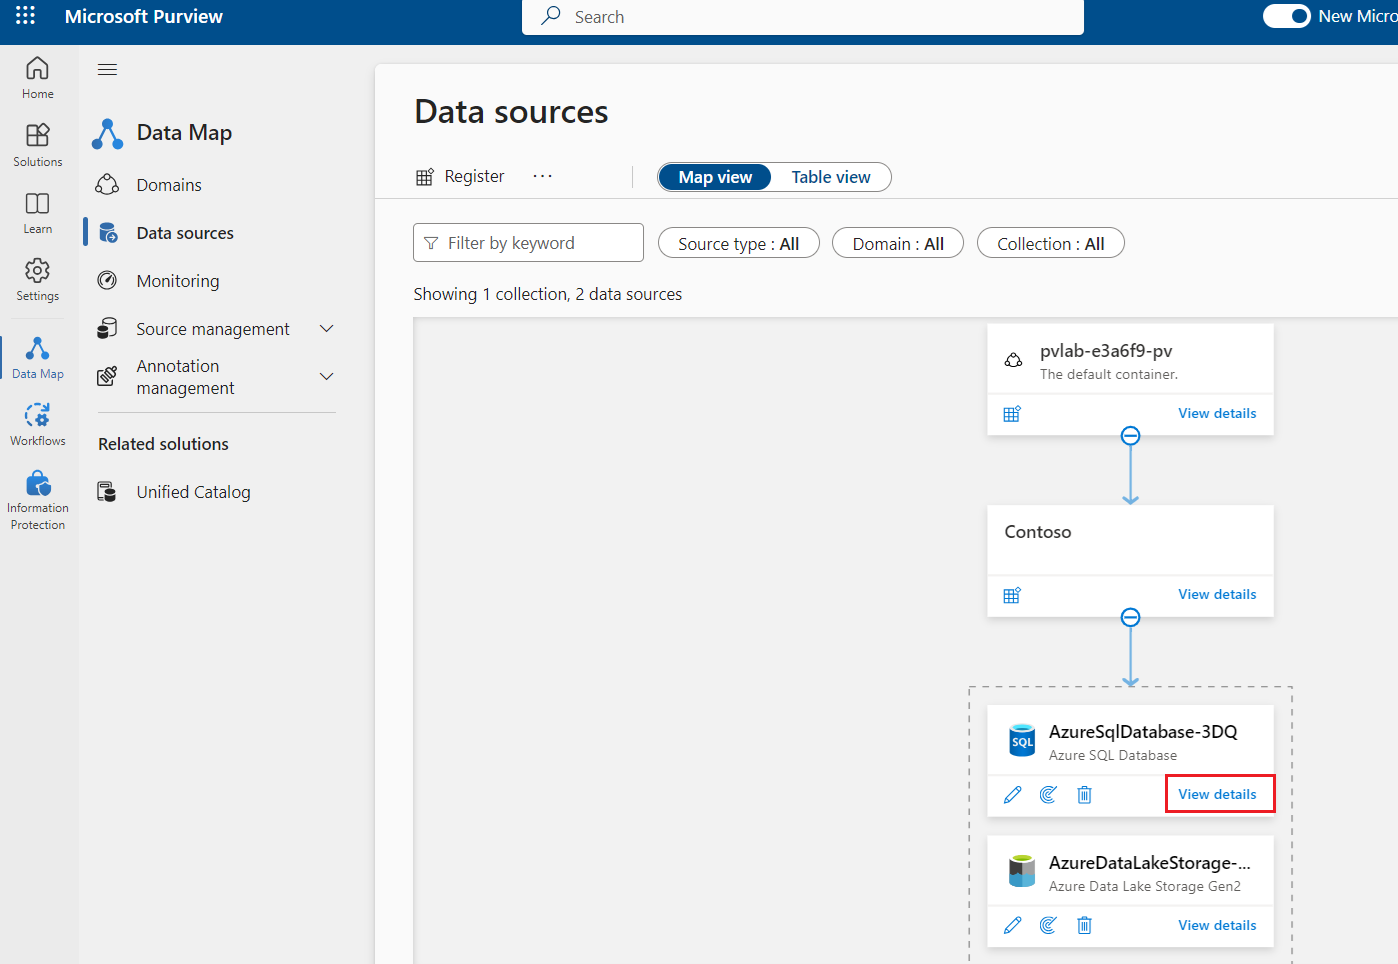 Microsoft Purview
Search
New Micro
Home
Solutions
Learn
Settings
Data Map
Workflows
Information
Protection
Data Map
Domains
Data sources
Monitoring
Source management
Annotation
management
Related solutions
Unified Catalog
Data sources
Register
...
Map view
Table view
Filter by keyword
Source type : All
Domain : All
Collection : All
Showing 1 collection, 2 data sources
pvlab-e3a6f9-pv
The default container.
View details
Contoso
View details
SQL
AzureSqlDatabase-3DQ
Azure SQL Database
View details
AzureDataLakeStorage-...
Azure Data Lake Storage Gen2
View details